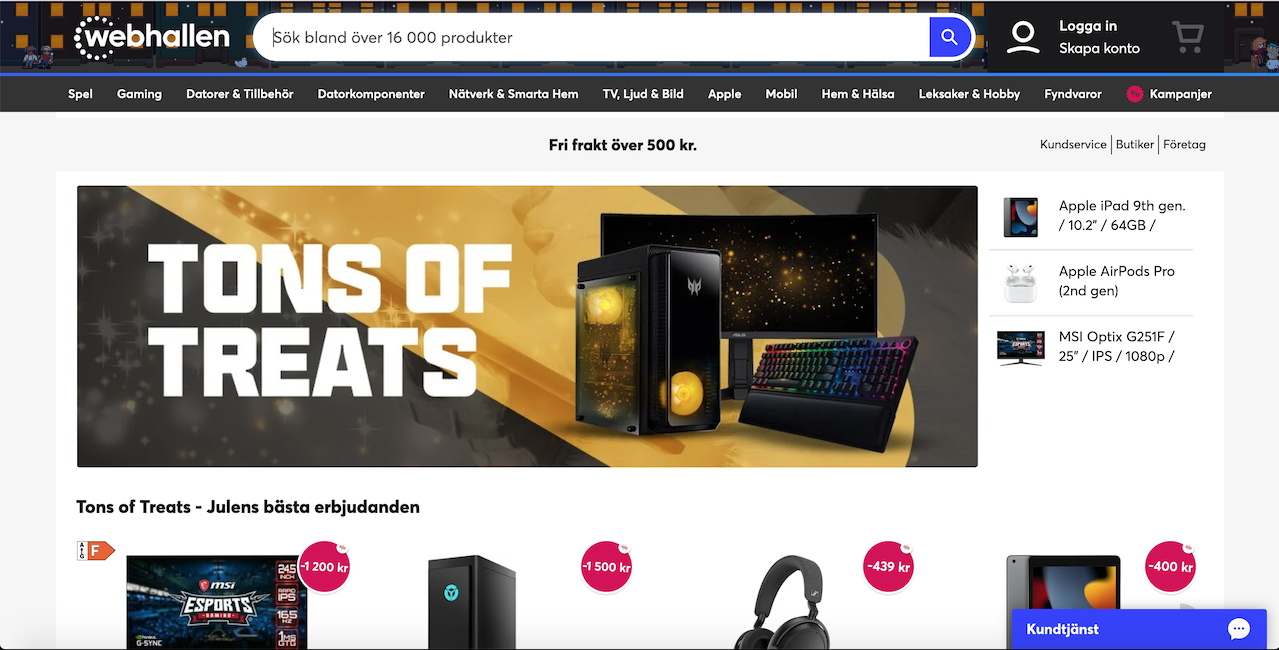 webhallen
Sök bland över 16 000 produkter
Logga in
Skapa konto
Spel
Gaming
Datorer & Tillbehör
Datorkomponenter
Nätverk & Smarta Hem
TV, Ljud & Bild
Apple
Mobil
Hem & Hälsa
Leksaker & Hobby
Fyndvaror
% Kampanjer
Fri frakt över 500 kr.
Kundservice
Butiker
Företag
TONS OF
TREATS
Apple iPad 9th gen.
/ 10.2" / 64GB /
Apple AirPods Pro
(2nd gen)
MSI Optix G251F /
25" / IPS / 1080p /
Tons of Treats - Julens bästa erbjudanden
A
G
F
-1 200 kr
-1 500 kr
-439 kr
-400 kr
msi
ESPORTS
GAMING
G-SYNC
24.5
INCH
RAPID
IPS
165
HZ
1MS
GTG
Kundtjänst